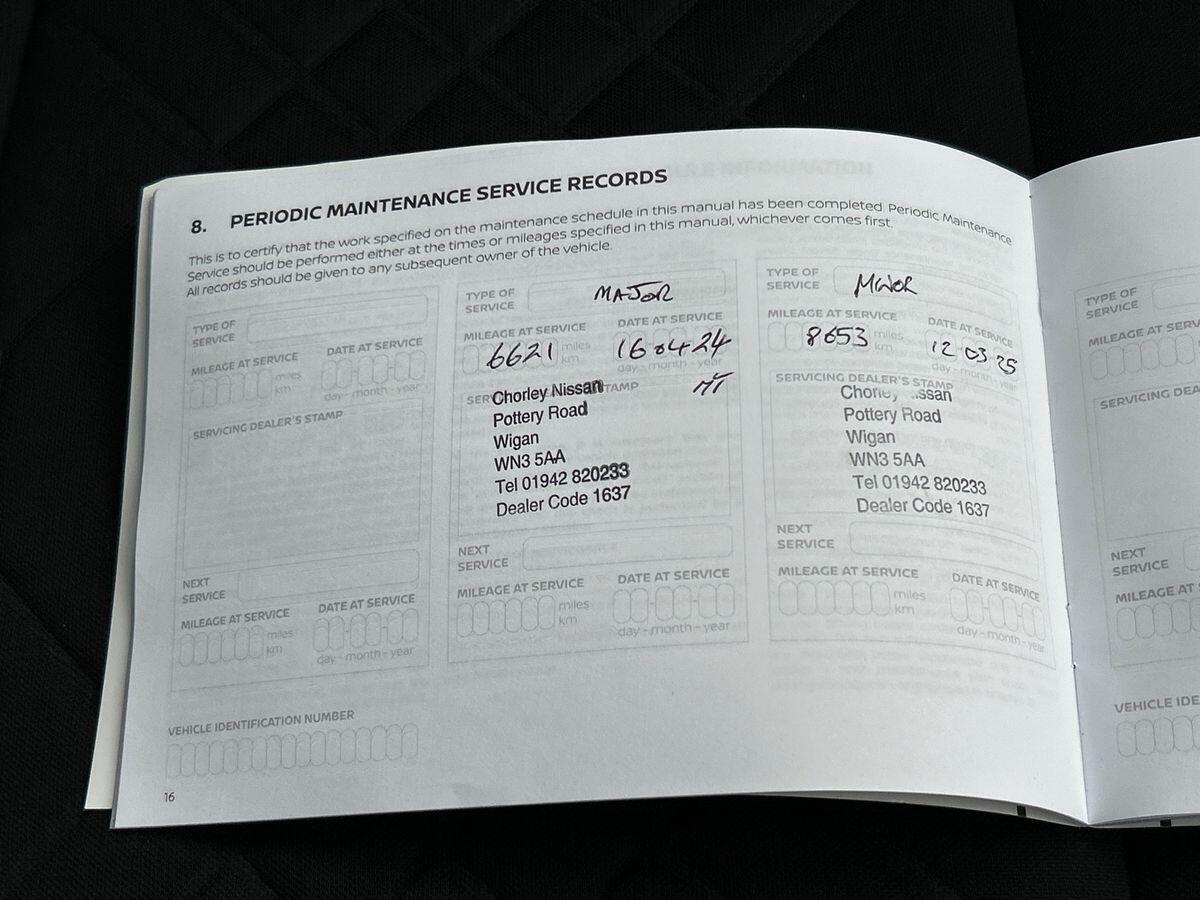 8. PERIODIC MAINTENANCE SERVICE RECORDS
This is to certify that the work specified on the maintenance schedule in this manual has been completed. Periodic Maintenance
Service should be performed either at the times or mileages specified in this manual, whichever comes first.
All records should be given to any subsequent owner of the vehicle.
TYPE OF
SERVICE
MILEAGE AT SERVICE
DATE AT SERVICE
miles
km
day - month - year
SERVICING DEALER'S STAMP
NEXT
SERVICE
MILEAGE AT SERVICE
DATE AT SERVICE
miles
km
day - month - year
VEHICLE IDENTIFICATION NUMBER
16
TYPE OF
SERVICE
MAJOR
MILEAGE AT SERVICE
DATE AT SERVICE
6621
miles
km
16 04 24
day - month - year
STAMP
Chorley Nissan
Pottery Road
Wigan
WN3 5AA
Tel 01942 820233
Dealer Code 1637
NEXT
SERVICE
MILEAGE AT SERVICE
DATE AT SERVICE
miles
km
day - month - year
TYPE OF
SERVICE
MINOR
MILEAGE AT SERVICE
DATE AT SERVICE
8653
miles
km
12 03 25
day - month - year
SERVICING DEALER'S STAMP
Pottery Road
Wigan
WN3 5AA
Tel 01942 820233
Dealer Code 1637
NEXT
SERVICE
MILEAGE AT SERVICE
DATE AT SERVICE
miles
km
day - month - year
TYPE OF
SERVICE
MILEAGE AT SERV
SERVICING DEA
NEXT
SERVICE
MILEAGE AT
VEHICLE IDE